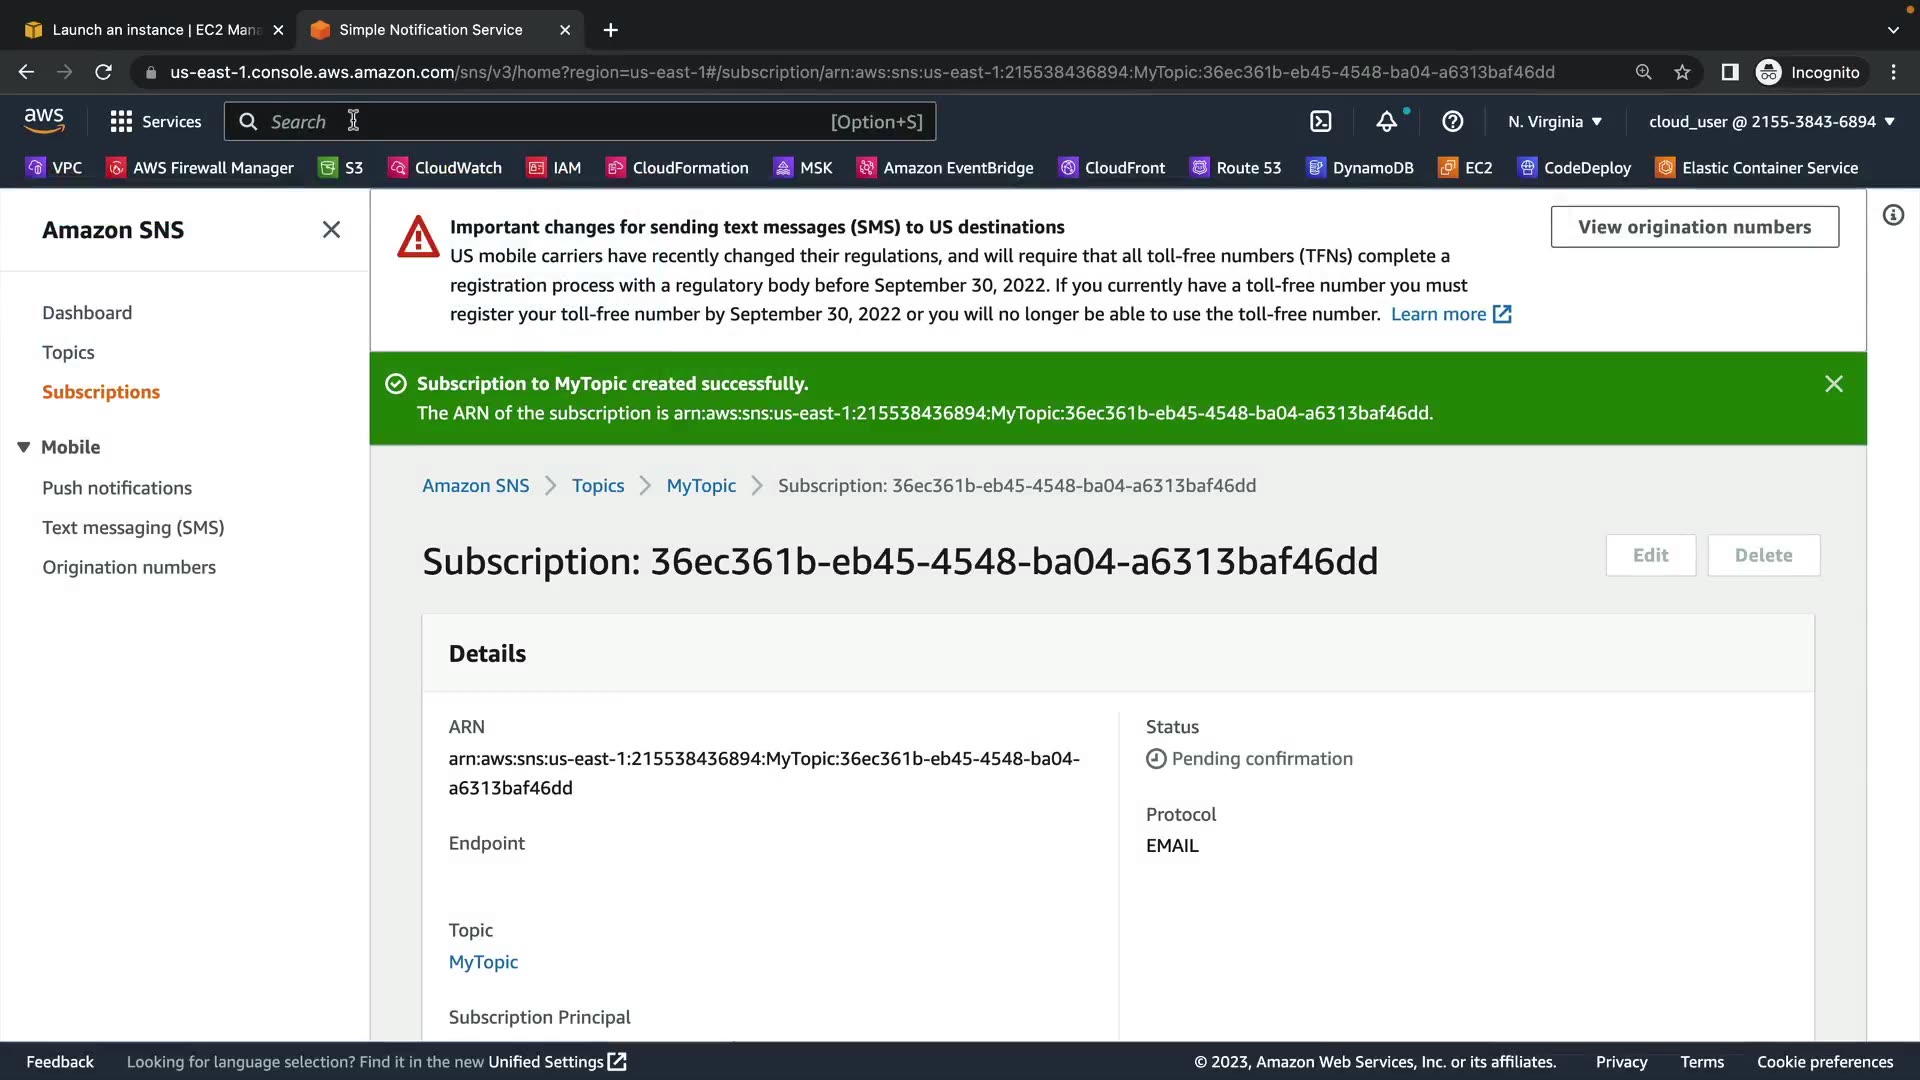 Launch an instance | EC2 Mana
Simple Notification Service
us-east-1.console.aws.amazon.com/sns/v3/home?region=us-east-1#/subscription/arn:aws:sns:us-east-1:215538436894:MyTopic:36ec361b-eb45-4548-ba04-a6313baf46dd
Incognito
aws
Services
Search
[Option+S]
N. Virginia
cloud_user @ 2155-3843-6894
VPC
AWS Firewall Manager
S3
CloudWatch
IAM
CloudFormation
MSK
Amazon EventBridge
CloudFront
Route 53
DynamoDB
EC2
CodeDeploy
Elastic Container Service
Amazon SNS
Dashboard
Topics
Subscriptions
Mobile
Push notifications
Text messaging (SMS)
Origination numbers
Important changes for sending text messages (SMS) to US destinations
US mobile carriers have recently changed their regulations, and will require that all toll-free numbers (TFNs) complete a
registration process with a regulatory body before September 30, 2022. If you currently have a toll-free number you must
register your toll-free number by September 30, 2022 or you will no longer be able to use the toll-free number. Learn more
View origination numbers
Subscription to MyTopic created successfully.
The ARN of the subscription is arn:aws:sns:us-east-1:215538436894:MyTopic:36ec361b-eb45-4548-ba04-a6313baf46dd.
Amazon SNS
Topics
MyTopic
Subscription: 36ec361b-eb45-4548-ba04-a6313baf46dd
Subscription: 36ec361b-eb45-4548-ba04-a6313baf46dd
Edit
Delete
Details
ARN
arn:aws:sns:us-east-1:215538436894:MyTopic:36ec361b-eb45-4548-ba04-
a6313baf46dd
Endpoint
Topic
MyTopic
Subscription Principal
Status
Pending confirmation
Protocol
EMAIL
Feedback
Looking for language selection? Find it in the new Unified Settings
© 2023, Amazon Web Services, Inc. or its affiliates.
Privacy
Terms
Cookie preferences